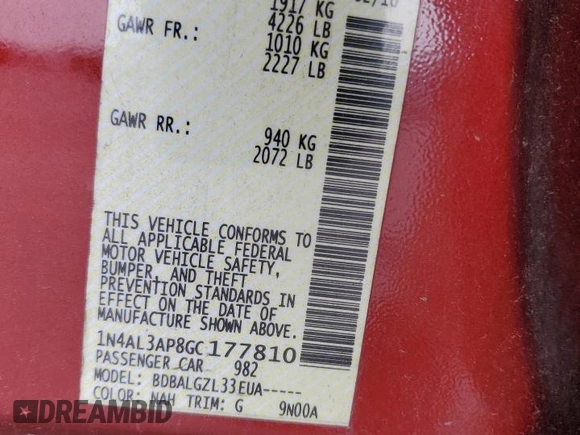 1917 KG
4226 LB
GAWR FR.: 1010 KG
2227 LB
GAWR RR.: 940 KG
2072 LB
THIS VEHICLE CONFORMS TO
ALL APPLICABLE FEDERAL
MOTOR VEHICLE SAFETY,
BUMPER, AND THEFT
PREVENTION STANDARDS IN
EFFECT ON THE DATE OF
MANUFACTURE SHOWN ABOVE.
1N4AL3AP8GC177810
PASSENGER CAR 982
MODEL: BDBALGZL33EUA-----
COLOR: NAH TRIM: G 9N00A
DREAMBID